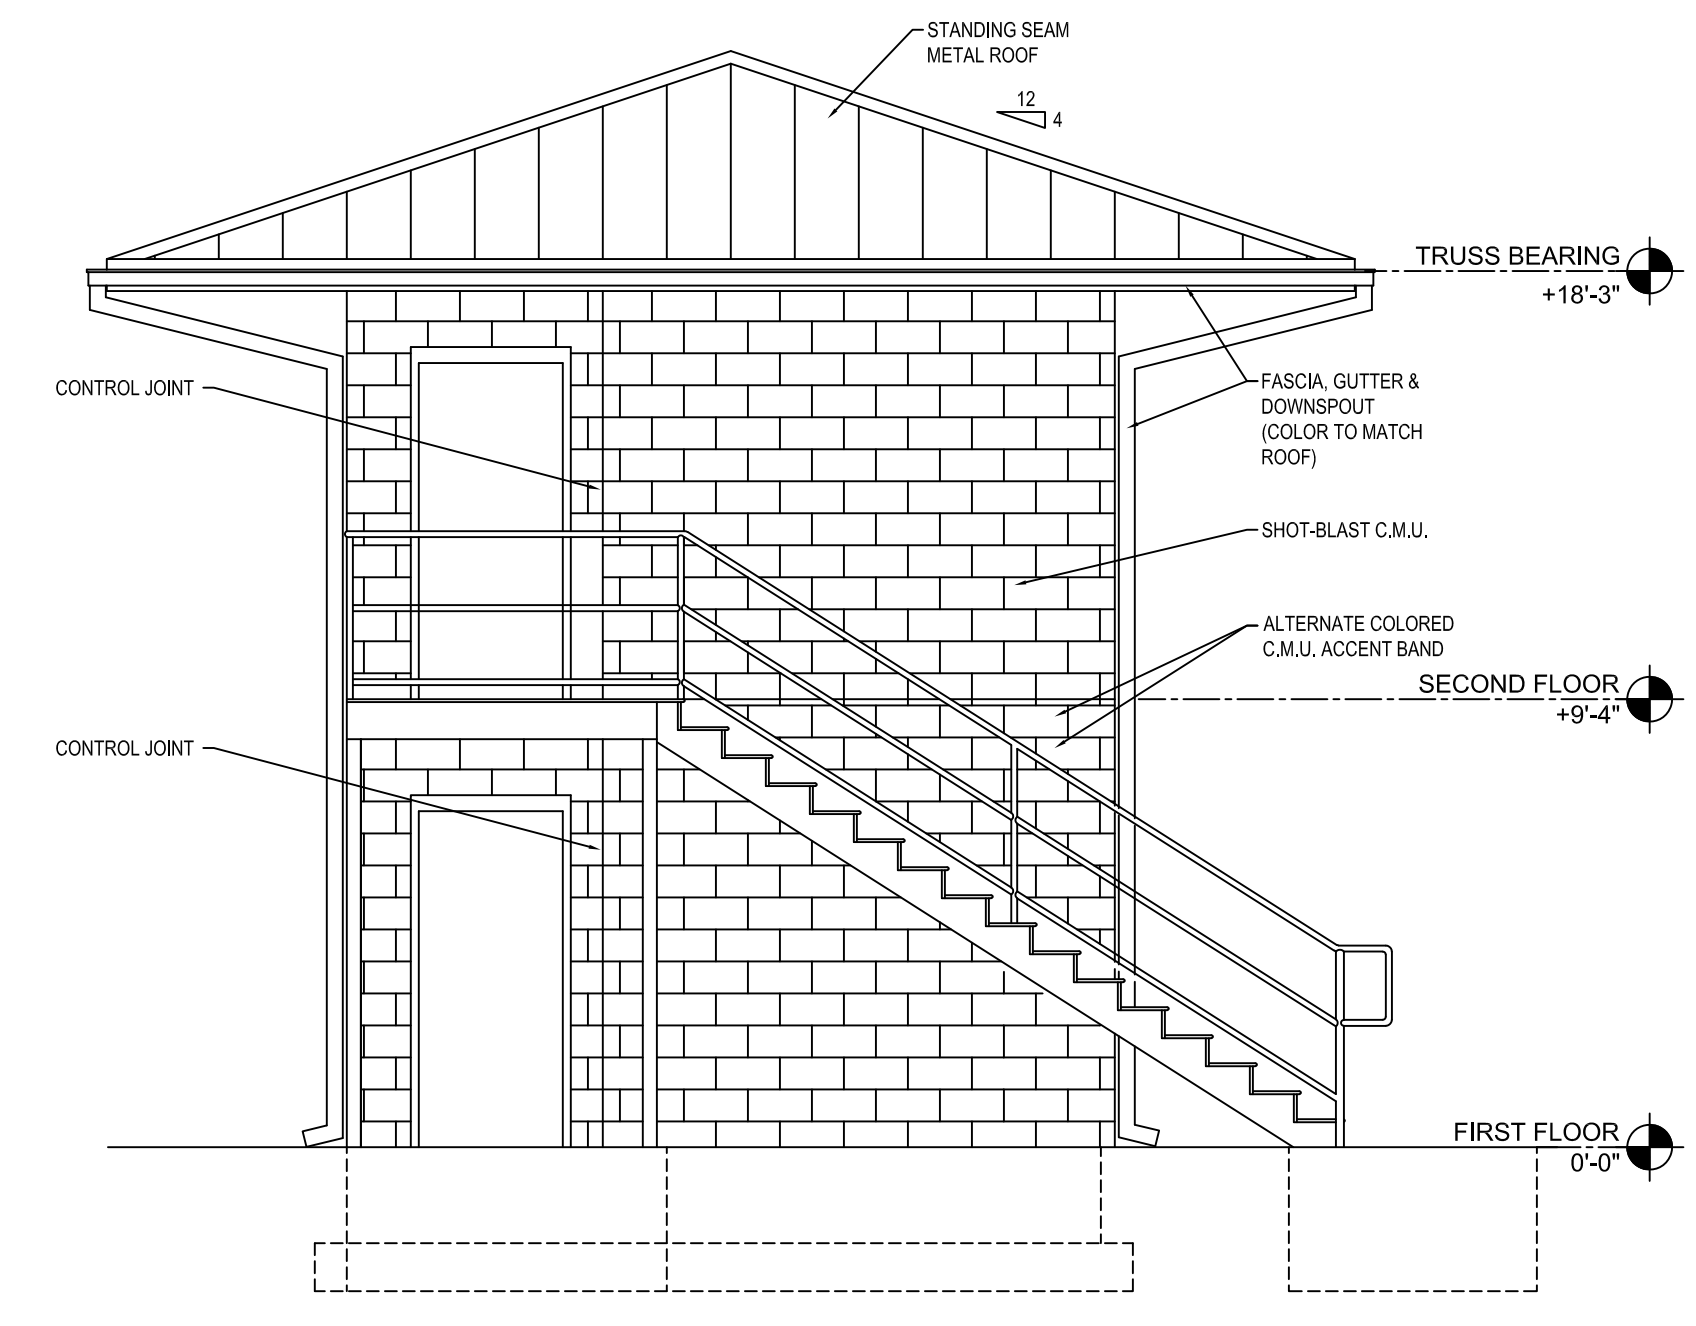 STANDING SEAM
METAL ROOF
12
4
TRUSS BEARING
+18'-3"
CONTROL JOINT
FASCIA, GUTTER &
DOWNSPOUT
(COLOR TO MATCH
ROOF)
SHOT-BLAST C.M.U.
ALTERNATE COLORED
C.M.U. ACCENT BAND
SECOND FLOOR
+9'-4"
CONTROL JOINT
FIRST FLOOR
0'-0"